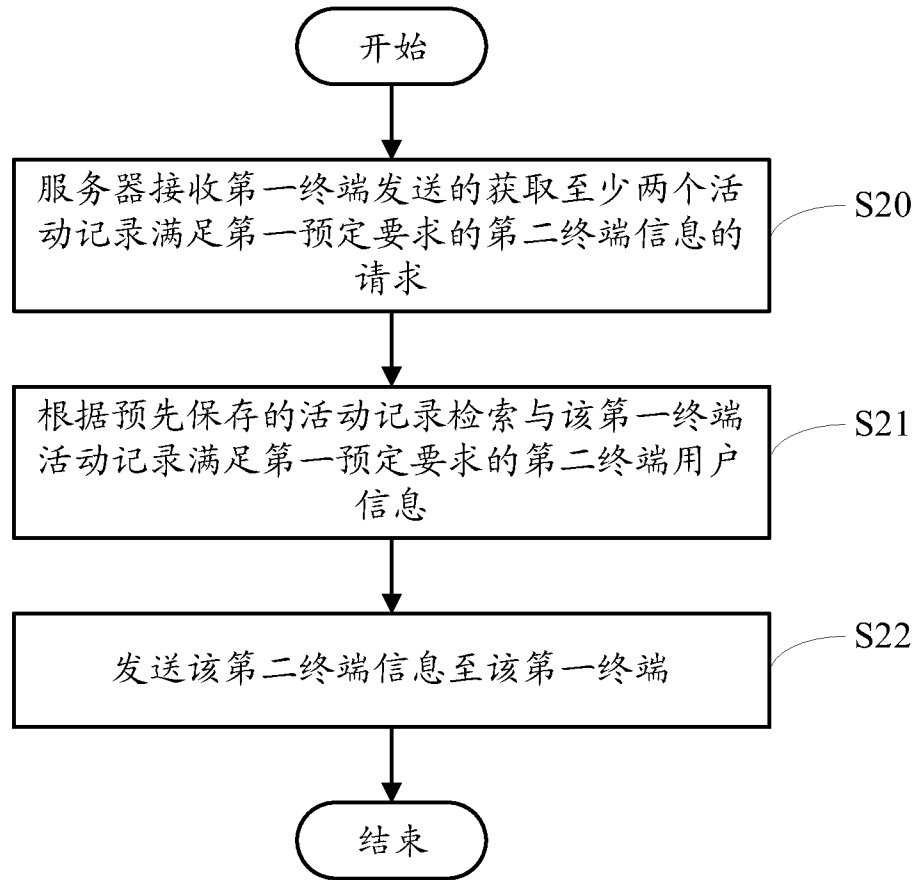 开始
服务器接收第一终端发送的获取至少两个活
动记录满足第一预定要求的第二终端信息的
请求
S20
根据预先保存的活动记录检索与该第一终端
活动记录满足第一预定要求的第二终端用户
信息
S21
发送该第二终端信息至该第一终端
S22
结束